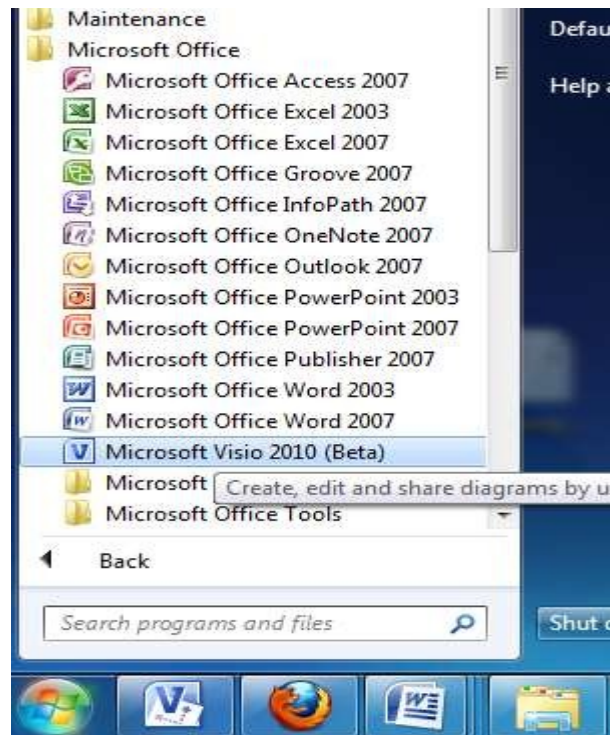 Maintenance
Microsoft Office
Microsoft Office Access 2007
Microsoft Office Excel 2003
Microsoft Office Excel 2007
Microsoft Office Groove 2007
Microsoft Office InfoPath 2007
Microsoft Office OneNote 2007
Microsoft Office Outlook 2007
Microsoft Office PowerPoint 2003
Microsoft Office PowerPoint 2007
Microsoft Office Publisher 2007
Microsoft Office Word 2003
Microsoft Office Word 2007
Microsoft Visio 2010 (Beta)
Microsoft
Create, edit and share diagrams by u
Microsoft Office Tools
Back
Search programs and files
Defau
Help a
Shut d